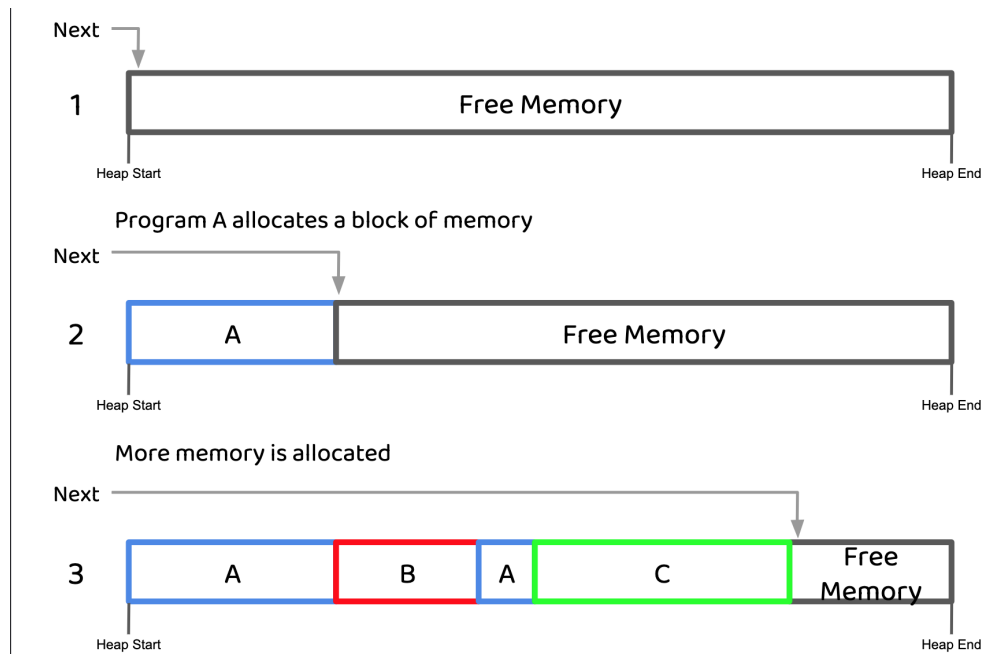 Next
1
Free Memory
Heap Start
Heap End
Program A allocates a block of memory
Next
2
A
Free Memory
Heap Start
Heap End
More memory is allocated
Next
3
A
B
A
C
Free
Memory
Heap Start
Heap End